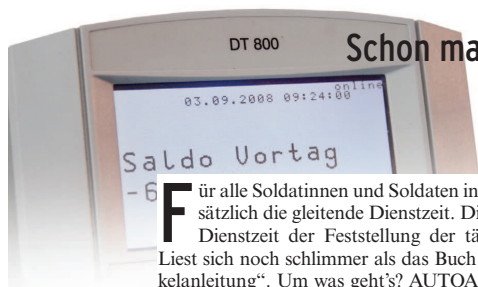 DT 800
Schon ma
online
03.09.2008 09:24:00
Saldo Vortag
-6
Für alle Soldatinnen und Soldaten in
sätzlich die gleitende Dienstzeit. Di
Dienstzeit der Feststellung der tä
Liest sich noch schlimmer als das Buch
kelanleitung“. Um was geht's? AUTOA